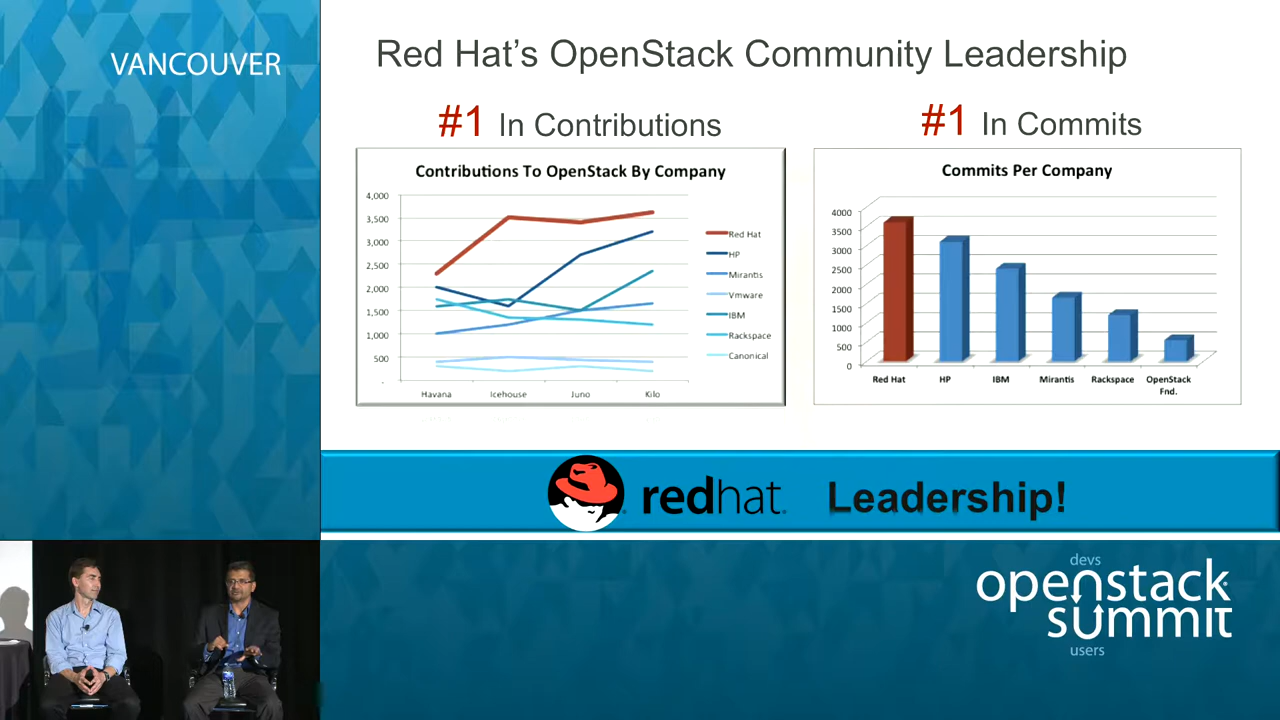 VANCOUVER
Red Hat's OpenStack Community Leadership
#1 In Contributions
#1 In Commits
Contributions To OpenStack By Company
4,000
3,500
3,000
2,500
2,000
1,500
1,000
500
-
Havana Icehouse Juno Kilo
Red Hat
HP
Mirantis
Vmware
IBM
Rackspace
Canonical
Commits Per Company
4000
3500
3000
2500
2000
1500
1000
500
0
Red Hat HP IBM Mirantis Rackspace OpenStack
Fnd.
redhat. Leadership!
devs
openstack
summit
users